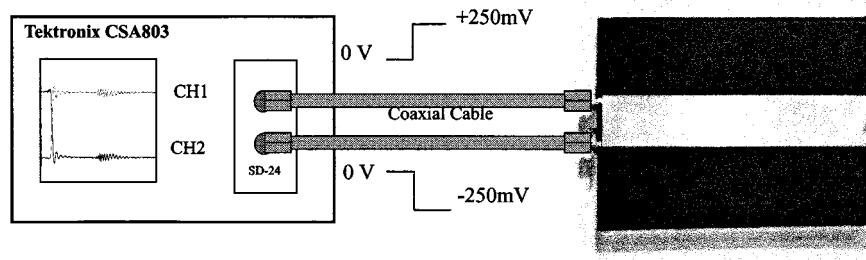 Tektronix CSA803
+250mV
0 V
CH1
Coaxial Cable
CH2
SD-24
0 V
-250mV